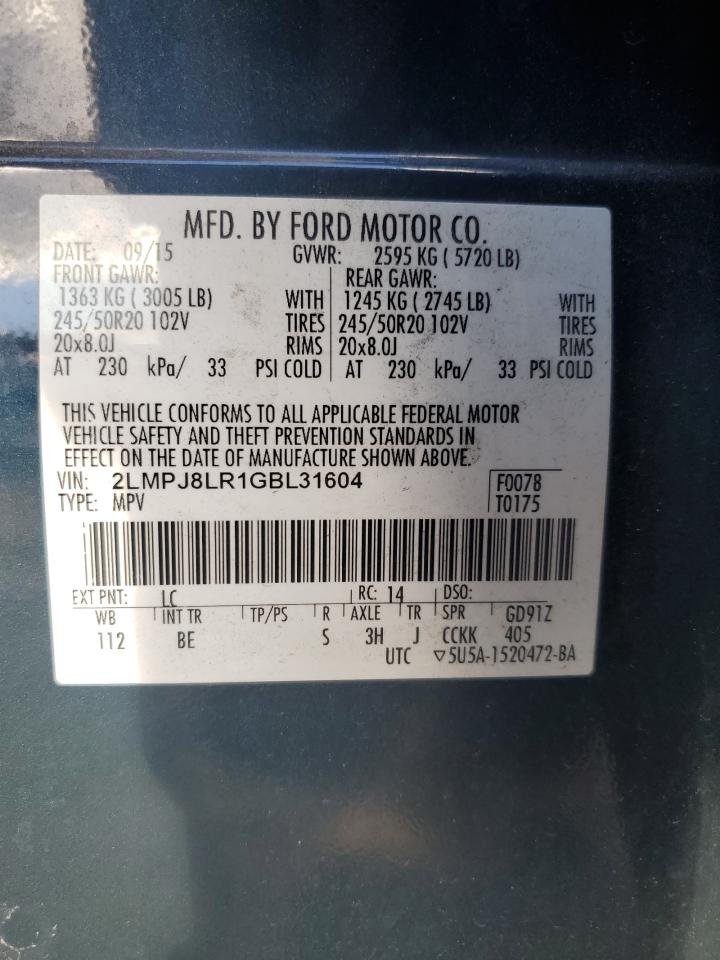 MFD. BY FORD MOTOR CO.
DATE: 09/15 GVWR: 2595 KG ( 5720 LB)
FRONT GAWR: REAR GAWR:
1363 KG ( 3005 LB) WITH 1245 KG ( 2745 LB) WITH
245/50R20 102V TIRES 245/50R20 102V TIRES
20x8.0J RIMS 20x8.0J RIMS
AT 230 kPa/ 33 PSI COLD AT 230 kPa/ 33 PSI COLD
THIS VEHICLE CONFORMS TO ALL APPLICABLE FEDERAL MOTOR
VEHICLE SAFETY AND THEFT PREVENTION STANDARDS IN
EFFECT ON THE DATE OF MANUFACTURE SHOWN ABOVE.
VIN: 2LMPJ8LR1GBL31604 F0078
TYPE: MPV T0175
EXT PNT: LC RC: 14 DSO:
WB INT TR TP/PS R AXLE TR SPR GD91Z
112 BE S 3H J CCKK 405
UTC ▽5U5A-1520472-BA